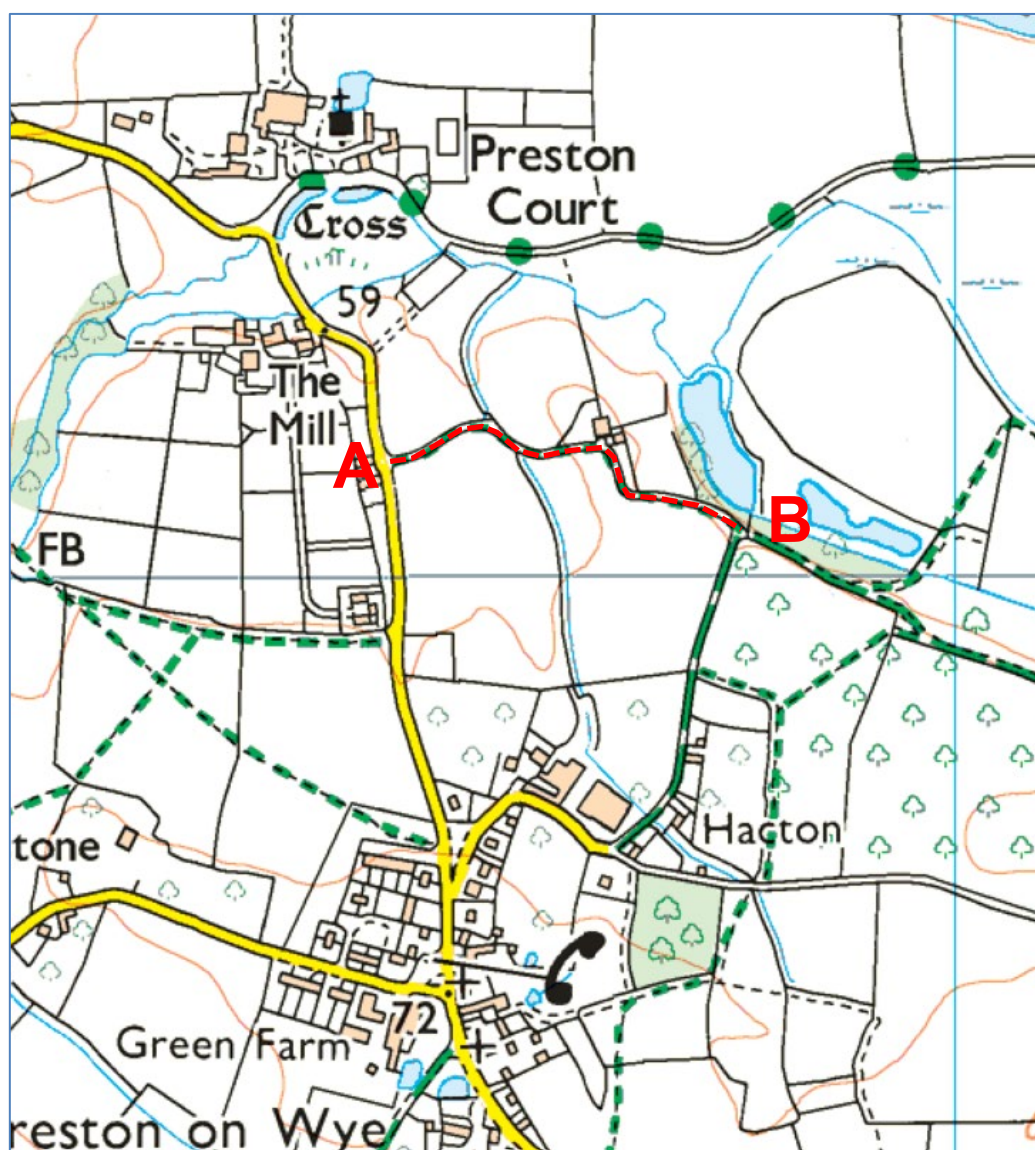 Preston
Court
Cross
59
The
Mill
A
B
FB
Hacton
tone
72
Green Farm
reston on Wye